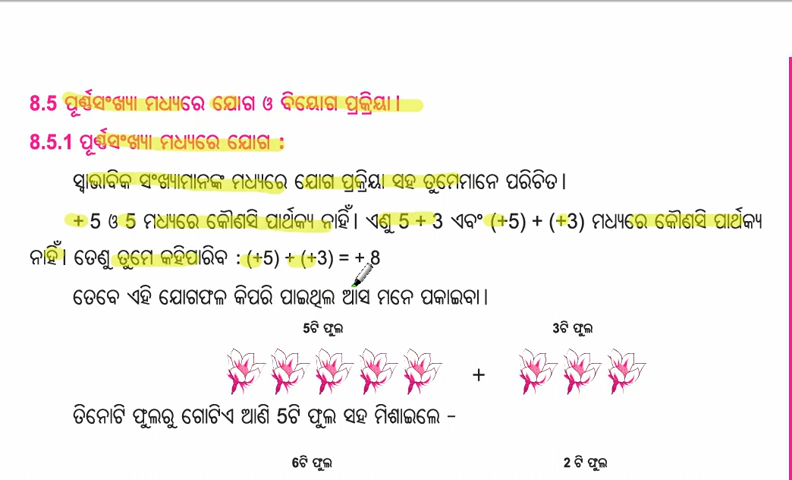 8.5 ପୂର୍ଣ୍ଣସଂଖ୍ୟା ମଧ୍ୟରେ ଯୋଗ ଓ ବିୟୋଗ ପ୍ରକ୍ରିୟା।
8.5.1 ପୂର୍ଣ୍ଣସଂଖ୍ୟା ମଧ୍ୟରେ ଯୋଗ :
ସ୍ୱାଭାବିକ ସଂଖ୍ୟାମାନଙ୍କ ମଧ୍ୟରେ ଯୋଗ ପ୍ରକ୍ରିୟା ସହ ତୁମେମାନେ ପରିଚିତ।
+ 5 ଓ 5 ମଧ୍ୟରେ କୌଣସି ପାର୍ଥକ୍ୟ ନାହିଁ। ଏଣୁ 5 + 3 ଏବଂ (+5) + (+3) ମଧ୍ୟରେ କୌଣସି ପାର୍ଥକ୍ୟ
ନାହିଁ। ତେଣୁ ତୁମେ କହିପାରିବ : (+5) + (+3) = + 8
ତେବେ ଏହି ଯୋଗଫଳ କିପରି ପାଇଥିଲ ଆସ ମନେ ପକାଇବା।
5ଟି ଫୁଲ 3ଟି ଫୁଲ
+
ତିନୋଟି ଫୁଲରୁ ଗୋଟିଏ ଆଣି 5ଟି ଫୁଲ ସହ ମିଶାଇଲେ -
6ଟି ଫୁଲ 2 ଟି ଫୁଲ